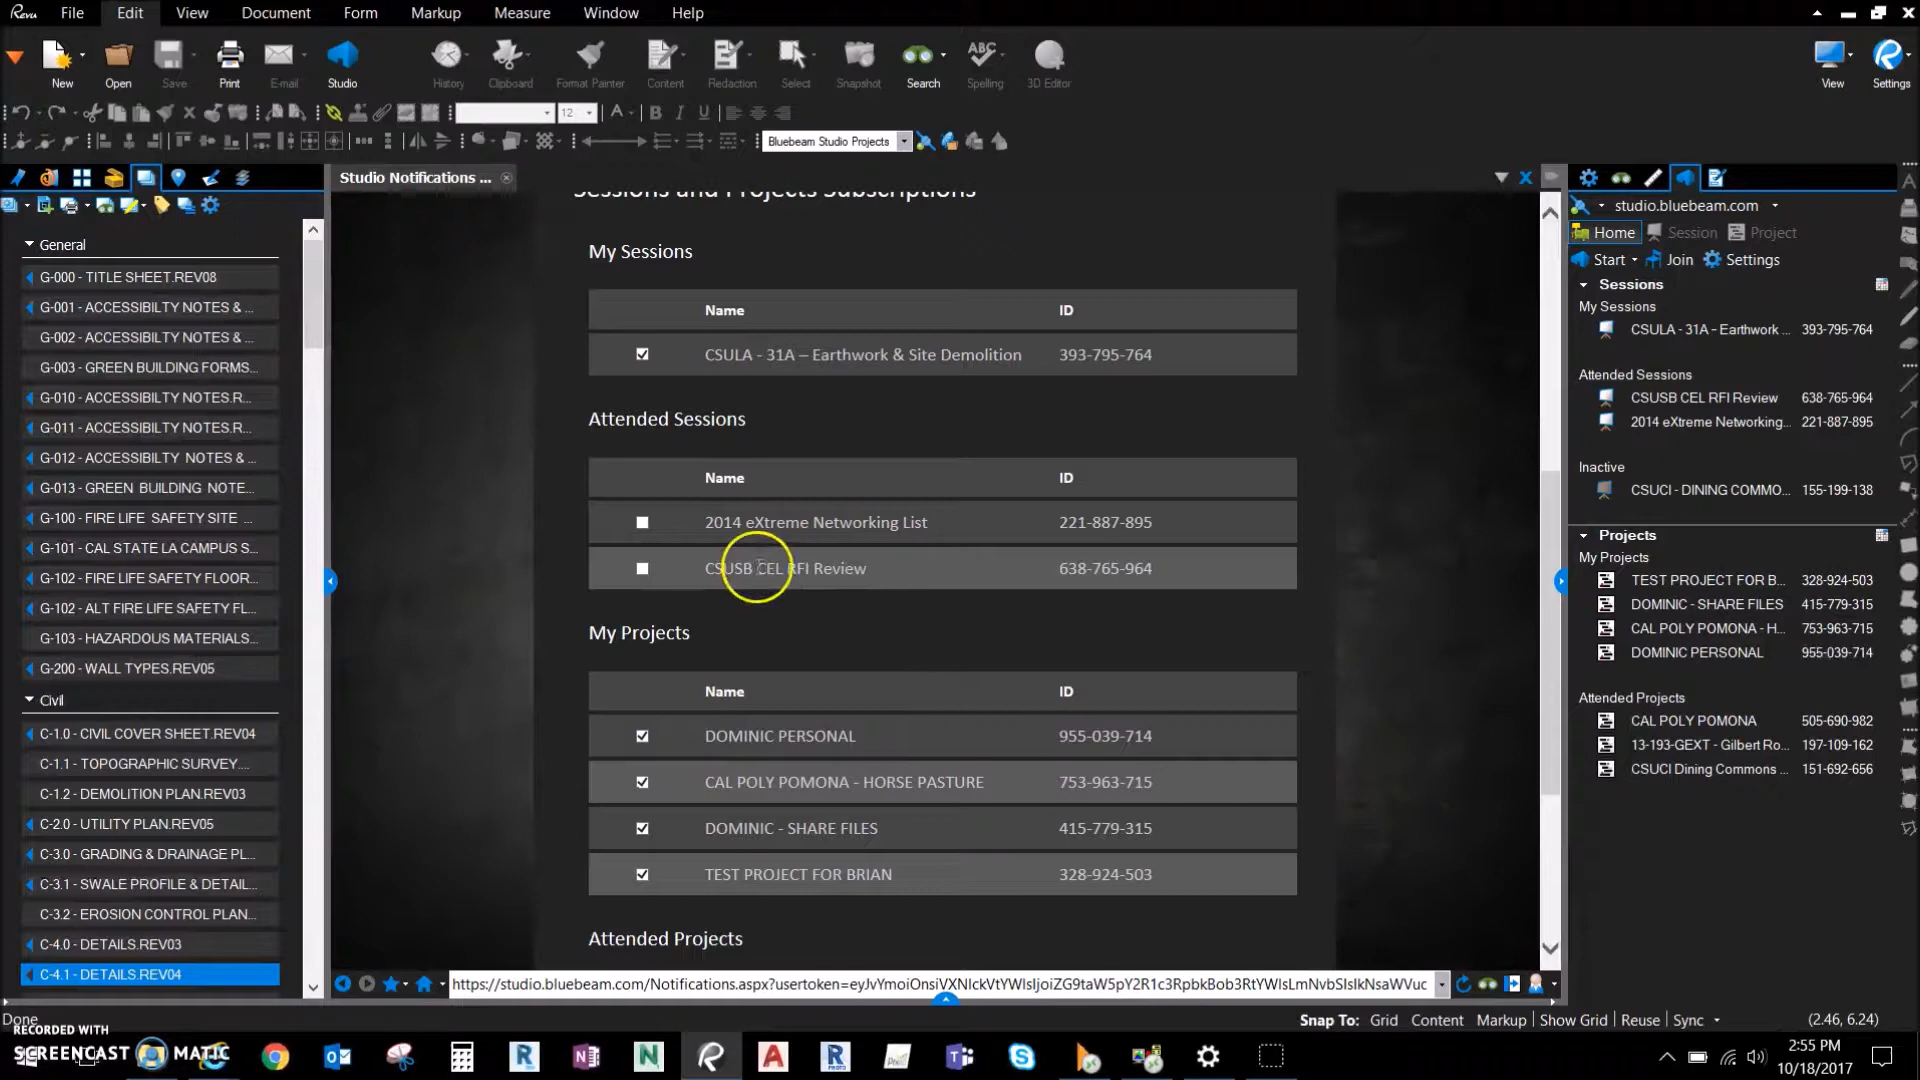 Revu File Edit View Document Form Markup Measure Window Help
New Open Save Print E-mail Studio History Clipboard Format Painter Content Redaction Select Snapshot Search Spelling 3D Editor View Settings
ABC
12
Bluebeam Studio Projects
Studio Notifications ...
General
G-000 - TITLE SHEET.REV08
G-001 - ACCESSIBILTY NOTES & ...
G-002 - ACCESSIBILTY NOTES & ...
G-003 - GREEN BUILDING FORMS...
G-010 - ACCESSIBILTY NOTES.R...
G-011 - ACCESSIBILTY NOTES.R...
G-012 - ACCESSIBILTY NOTES & ...
G-013 - GREEN BUILDING NOTE...
G-100 - FIRE LIFE SAFETY SITE ...
G-101 - CAL STATE LA CAMPUS S...
G-102 - FIRE LIFE SAFETY FLOOR...
G-102 - ALT FIRE LIFE SAFETY FL...
G-103 - HAZARDOUS MATERIALS...
G-200 - WALL TYPES.REV05
Civil
C-1.0 - CIVIL COVER SHEET.REV04
C-1.1 - TOPOGRAPHIC SURVEY....
C-1.2 - DEMOLITION PLAN.REV03
C-2.0 - UTILITY PLAN.REV05
C-3.0 - GRADING & DRAINAGE PL...
C-3.1 - SWALE PROFILE & DETAIL...
C-3.2 - EROSION CONTROL PLAN...
C-4.0 - DETAILS.REV03
C-4.1 - DETAILS.REV04
Sessions and Projects Subscription
My Sessions
Name ID
CSULA - 31A – Earthwork & Site Demolition 393-795-764
Attended Sessions
Name ID
2014 eXtreme Networking List 221-887-895
CSUSB CEL RFI Review 638-765-964
My Projects
Name ID
DOMINIC PERSONAL 955-039-714
CAL POLY POMONA - HORSE PASTURE 753-963-715
DOMINIC - SHARE FILES 415-779-315
TEST PROJECT FOR BRIAN 328-924-503
Attended Projects
studio.bluebeam.com
Home Session Project
Start Join Settings
Sessions
My Sessions
CSULA - 31A – Earthwork ... 393-795-764
Attended Sessions
CSUSB CEL RFI Review 638-765-964
2014 eXtreme Networking... 221-887-895
Inactive
CSUCI - DINING COMMO... 155-199-138
Projects
My Projects
TEST PROJECT FOR B... 328-924-503
DOMINIC - SHARE FILES 415-779-315
CAL POLY POMONA - H... 753-963-715
DOMINIC PERSONAL 955-039-714
Attended Projects
CAL POLY POMONA 505-690-982
13-193-GEXT - Gilbert Ro... 197-109-162
CSUCI Dining Commons ... 151-692-656
Done
Snap To: Grid Content Markup Show Grid Reuse Sync (2.46, 6.24)
RECORDED WITH
SCREENCAST MATIC
2:55 PM
10/18/2017